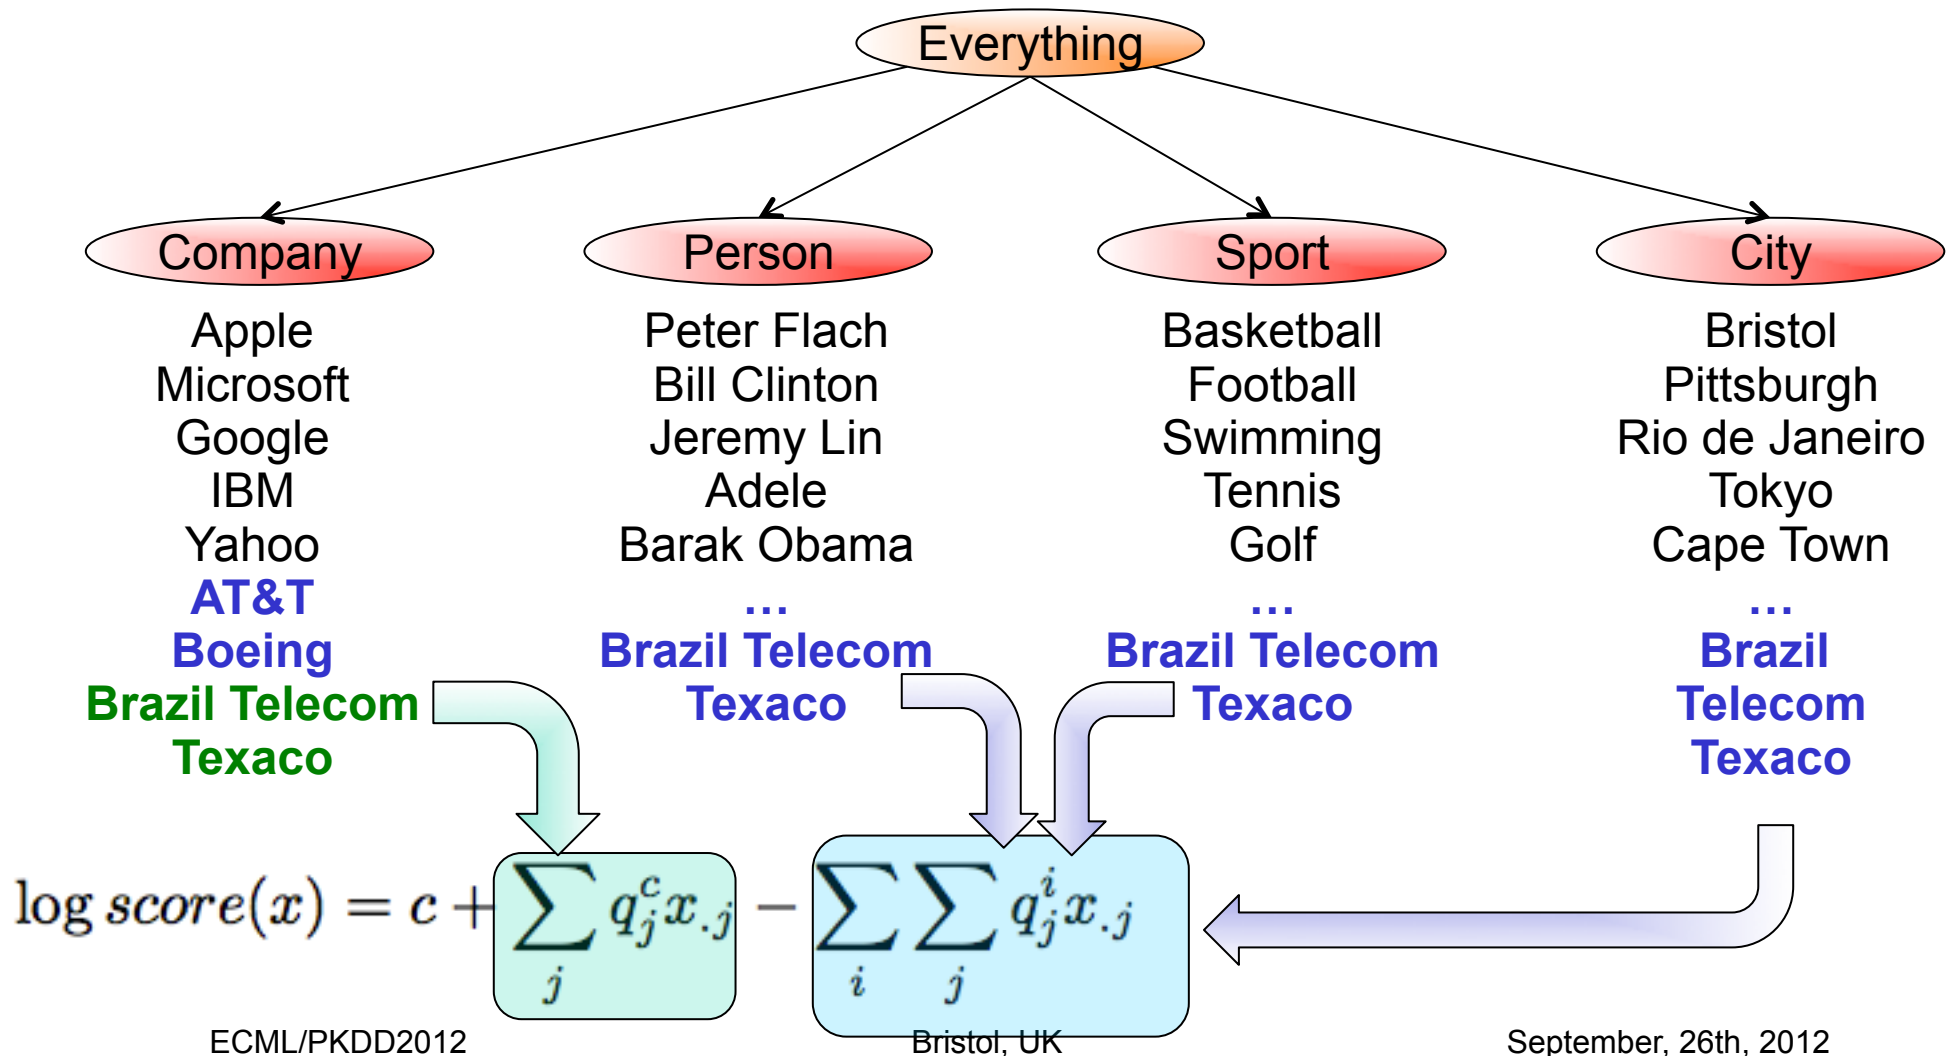 Everything
Company
Person
Sport
City
Apple
Microsoft
Google
IBM
Yahoo
AT&T
Boeing
Brazil Telecom
Texaco
Peter Flach
Bill Clinton
Jeremy Lin
Adele
Barak Obama
…
Brazil Telecom
Texaco
Basketball
Football
Swimming
Tennis
Golf
…
Brazil Telecom
Texaco
Bristol
Pittsburgh
Rio de Janeiro
Tokyo
Cape Town
…
Brazil
Telecom
Texaco
log score(x) = c + ∑_j q_j^c x_{.j} − ∑_i ∑_j q_j^i x_{.j}
ECML/PKDD2012
Bristol, UK
September, 26th, 2012